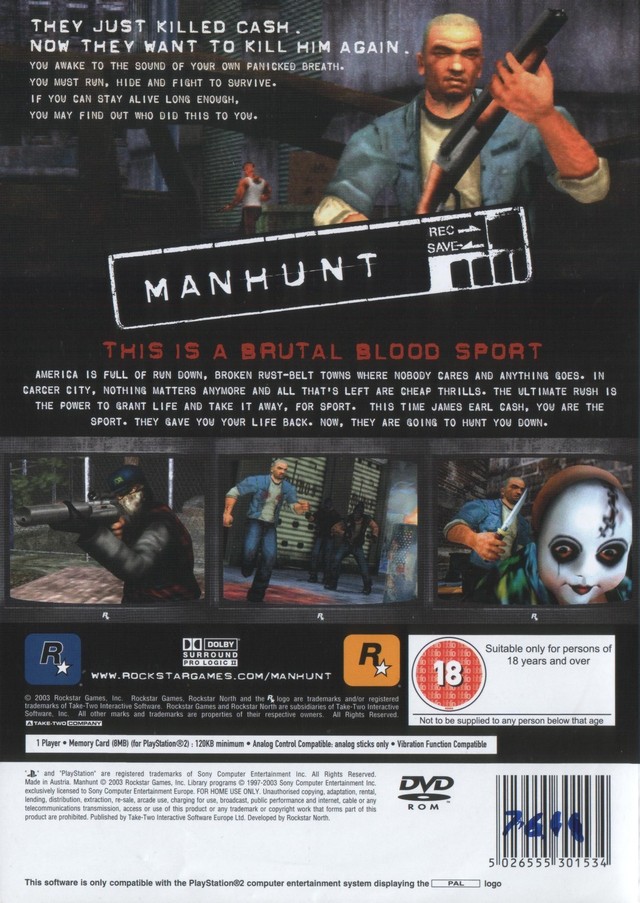 THEY JUST KILLED CASH.
NOW THEY WANT TO KILL HIM AGAIN.
YOU AWAKE TO THE SOUND OF YOUR OWN PANICKED BREATH.
YOU MUST RUN, HIDE AND FIGHT TO SURVIVE.
IF YOU CAN STAY ALIVE LONG ENOUGH,
YOU MAY FIND OUT WHO DID THIS TO YOU.
REC
SAVE
MANHUNT
THIS IS A BRUTAL BLOOD SPORT
AMERICA IS FULL OF RUN DOWN, BROKEN RUST-BELT TOWNS WHERE NOBODY CARES AND ANYTHING GOES. IN
CARCER CITY, NOTHING MATTERS ANYMORE AND ALL THAT'S LEFT ARE CHEAP THRILLS. THE ULTIMATE RUSH IS
THE POWER TO GRANT LIFE AND TAKE IT AWAY, FOR SPORT. THIS TIME JAMES EARL CASH, YOU ARE THE
SPORT. THEY GAVE YOU YOUR LIFE BACK. NOW, THEY ARE GOING TO HUNT YOU DOWN.
R
R
R
R
DOLBY
SURROUND
PRO LOGIC II
WWW.ROCKSTARGAMES.COM/MANHUNT
R
18
Suitable only for persons of
18 years and over
Not to be supplied to any person below that age
© 2003 Rockstar Games, Inc. Rockstar Games, Rockstar North and the R logo are trademarks and/or registered
trademarks of Take-Two Interactive Software. Rockstar Games and Rockstar North are subsidiaries of Take-Two Interactive
Software, Inc. All other marks and trademarks are properties of their respective owners. All Rights Reserved.
A TAKE-TWO COMPANY
1 Player • Memory Card (8MB) (for PlayStation®2) : 120KB minimum • Analog Control Compatible: analog sticks only • Vibration Function Compatible
" " and "PlayStation" are registered trademarks of Sony Computer Entertainment Inc. All Rights Reserved.
Made in Austria. Manhunt © 2003 Rockstar Games, Inc. Library programs © 1997-2003 Sony Computer Entertainment Inc.
exclusively licensed to Sony Computer Entertainment Europe. FOR HOME USE ONLY. Unauthorised copying, adaptation, rental,
lending, distribution, extraction, re-sale, arcade use, charging for use, broadcast, public performance and internet, cable or any
telecommunications transmission, access or use of this product or any trademark or copyright work that forms part of this
product are prohibited. Published by Take-Two Interactive Software Europe Ltd. Developed by Rockstar North.
DVD
ROM
5 026555 301534
This software is only compatible with the PlayStation®2 computer entertainment system displaying the PAL logo